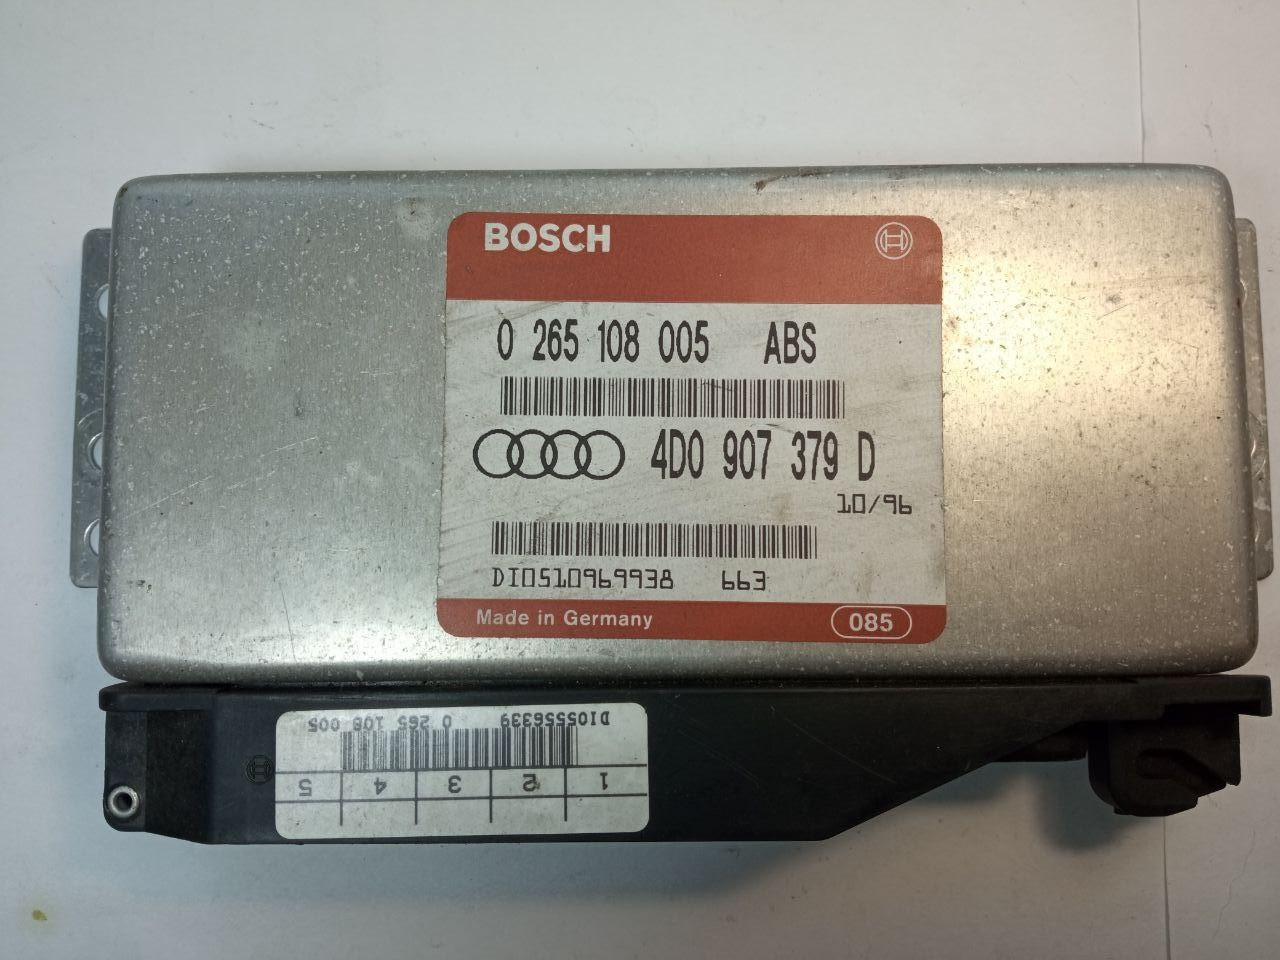 BOSCH
0 265 108 005 ABS
4D0 907 379 D
10/96
DI0510969938 663
Made in Germany 085
DI05556339 0 265 108 005
1 2 3 4 5